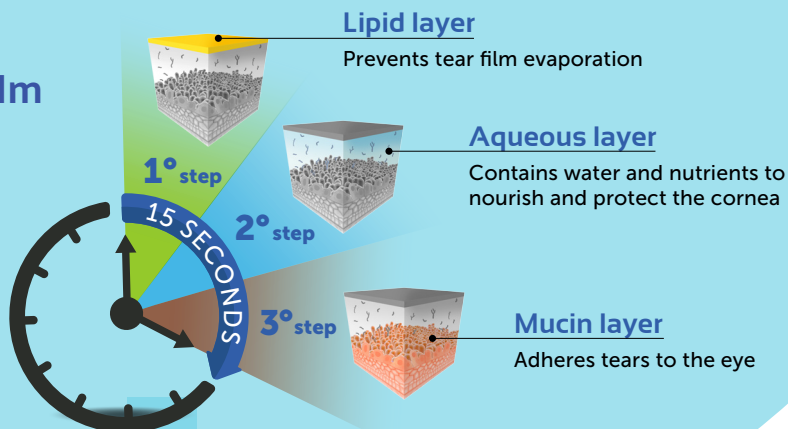 lm
Lipid layer
Prevents tear film evaporation
1° step
Aqueous layer
Contains water and nutrients to
nourish and protect the cornea
2° step
15 SECONDS
3° step
Mucin layer
Adheres tears to the eye